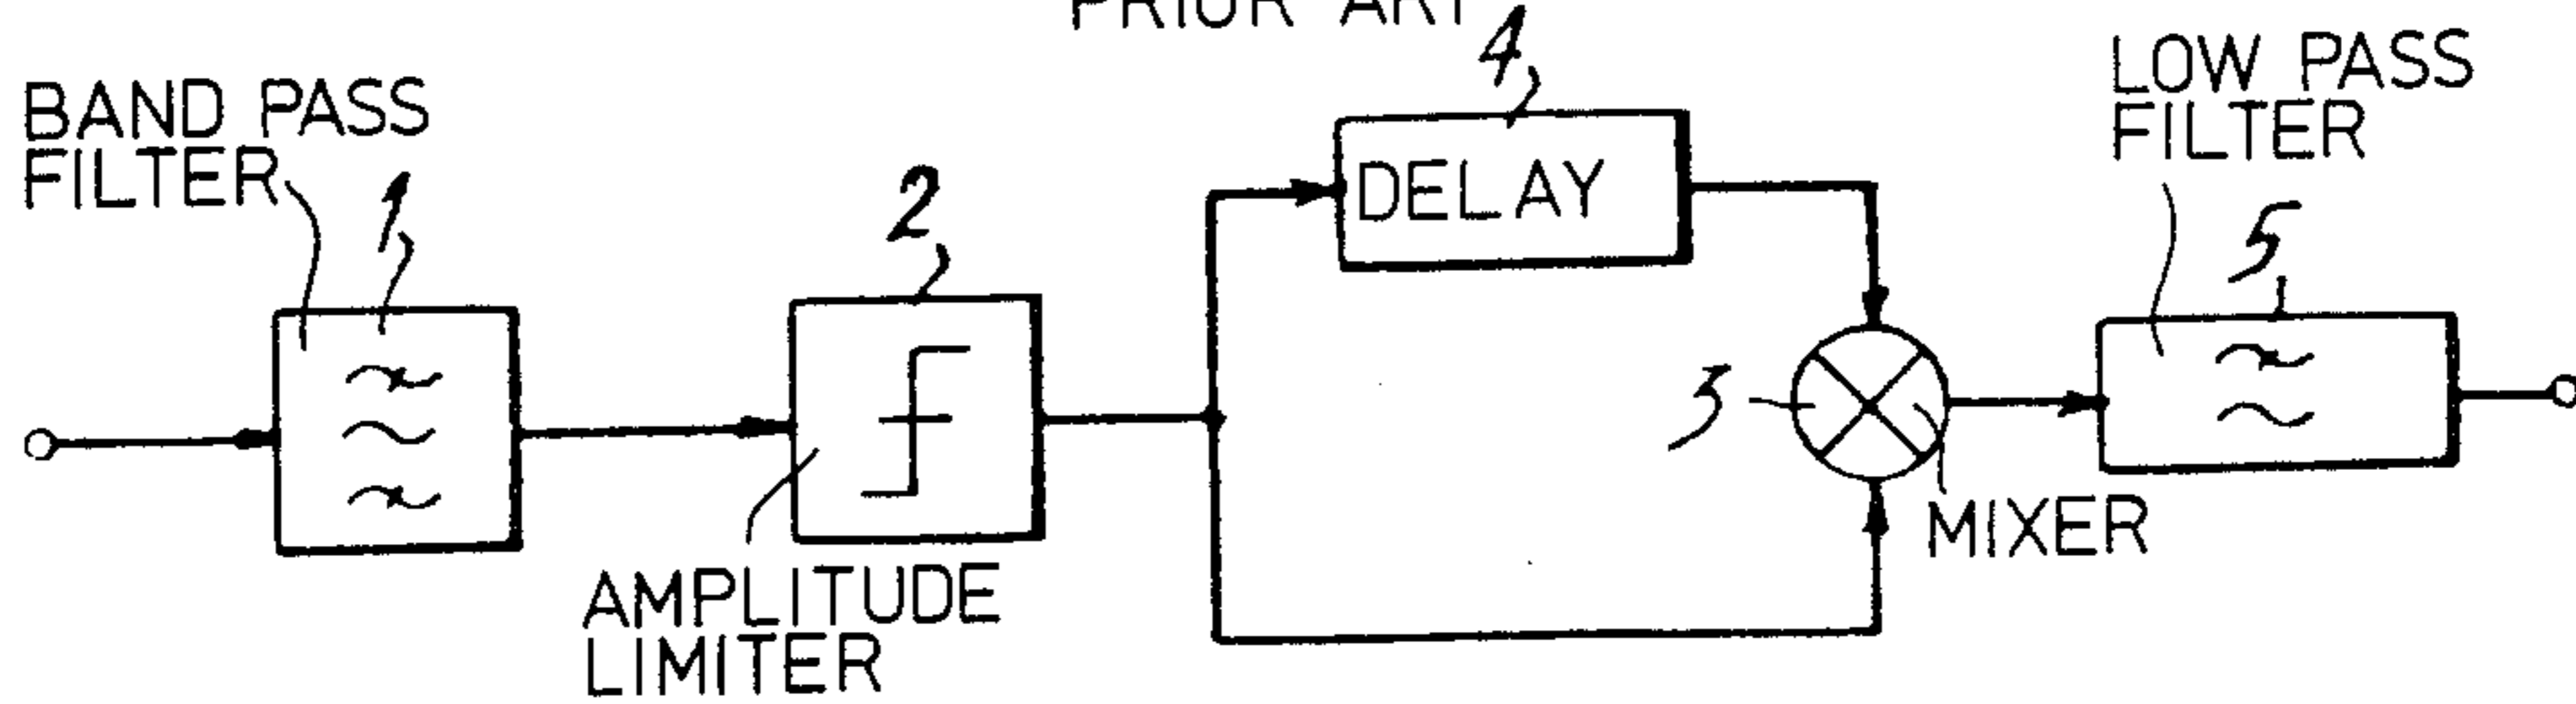 PRIOR ART
4
LOW PASS
FILTER
BAND PASS
FILTER
1
2
DELAY
5
3
MIXER
AMPLITUDE
LIMITER